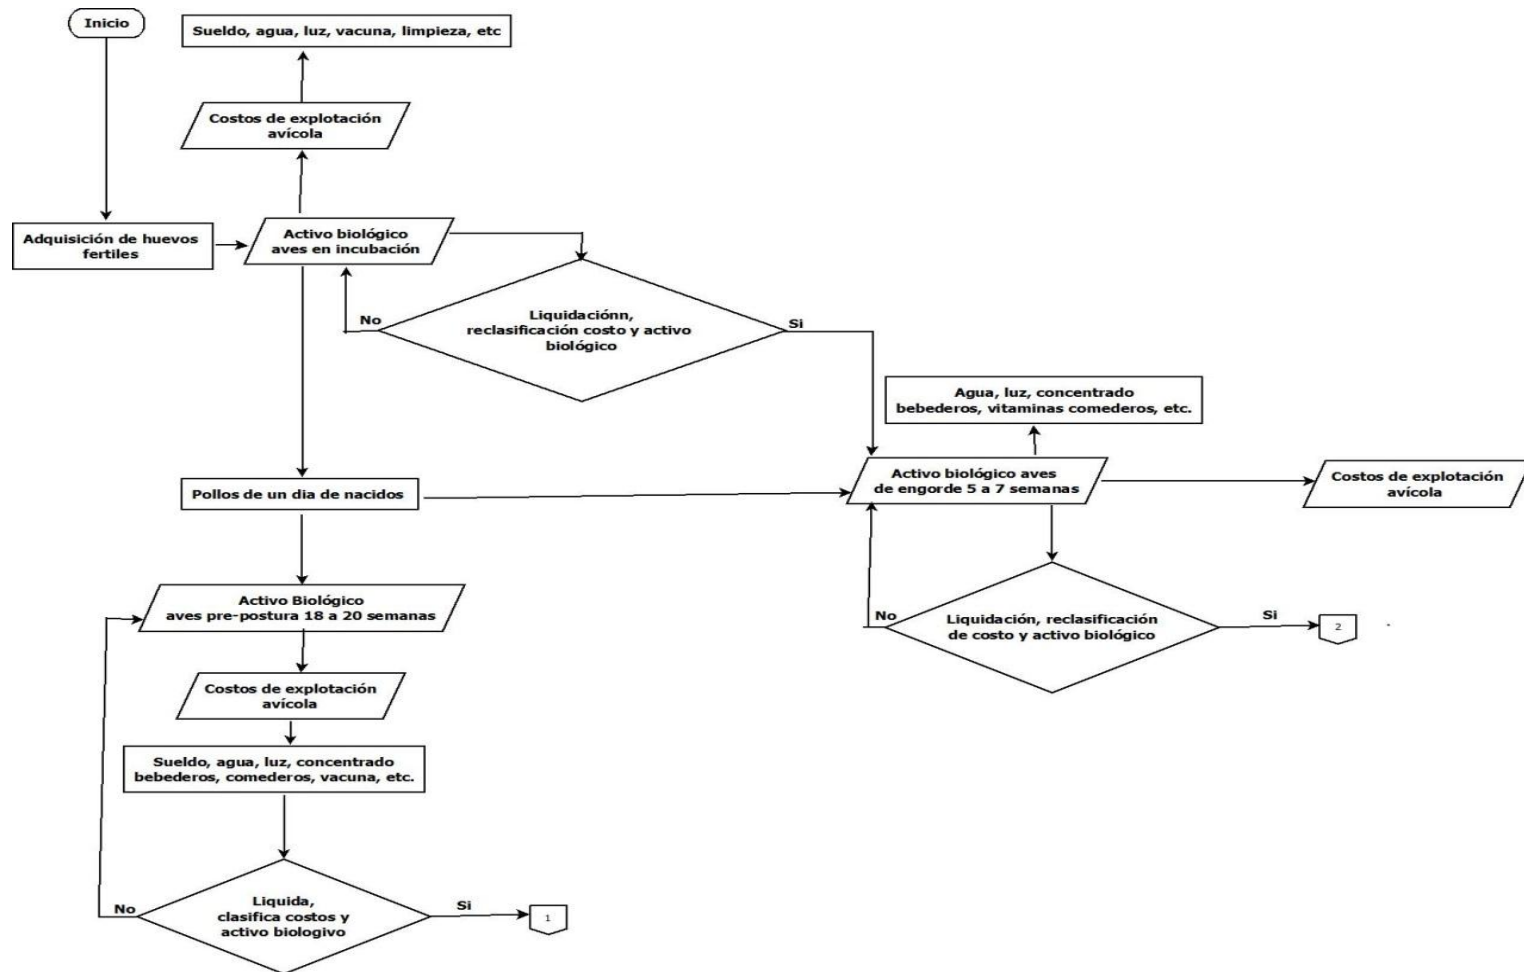 Inicio
Sueldo, agua, luz, vacuna, limpieza, etc
Costos de explotación
avícola
Adquisición de huevos
fertiles
Activo biológico
aves en incubación
Liquidaciónn,
reclasificación costo y activo
biológico
No
Si
Agua, luz, concentrado
bebederos, vitaminas comederos, etc.
Activo biológico aves
de engorde 5 a 7 semanas
Costos de explotación
avícola
Pollos de un dia de nacidos
Activo Biológico
aves pre-postura 18 a 20 semanas
No
Liquidación, reclasificación
de costo y activo biológico
Si
2
Costos de explotación
avícola
Sueldo, agua, luz, concentrado
bebederos, comederos, vacuna, etc.
No
Liquida,
clasifica costos y
activo biologivo
Si
1